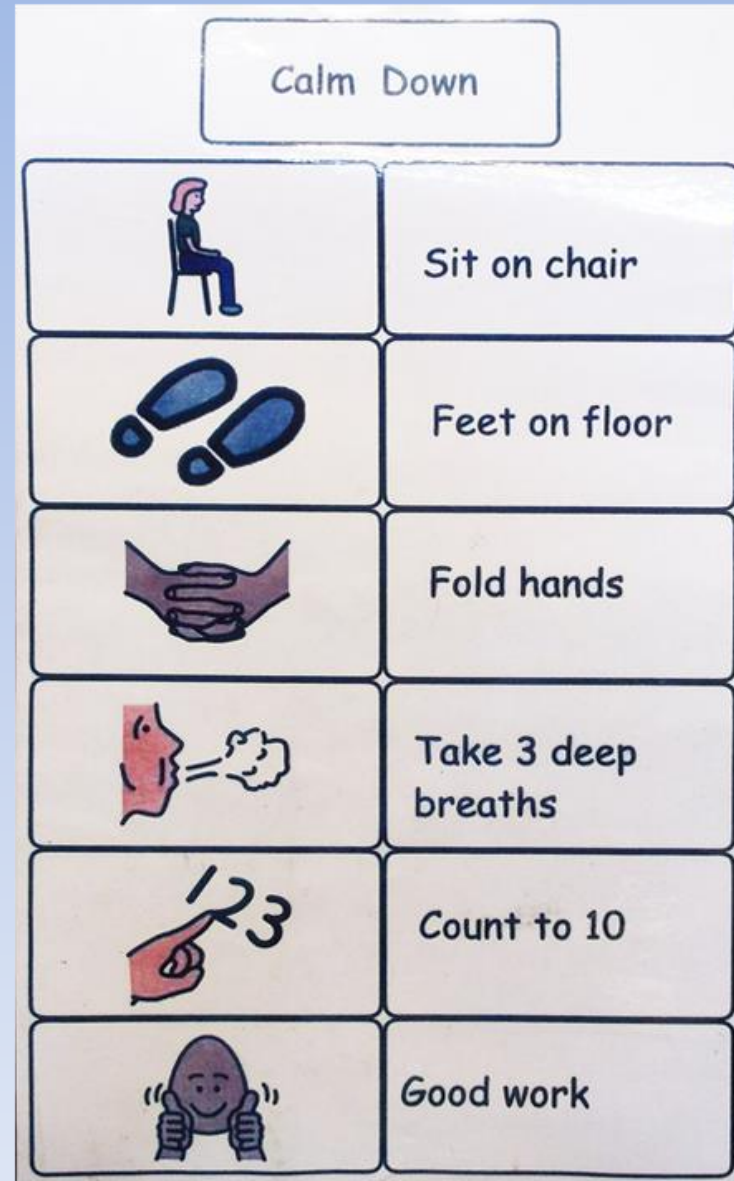 Calm Down
Sit on chair
Feet on floor
Fold hands
Take 3 deep
breaths
123
Count to 10
Good work